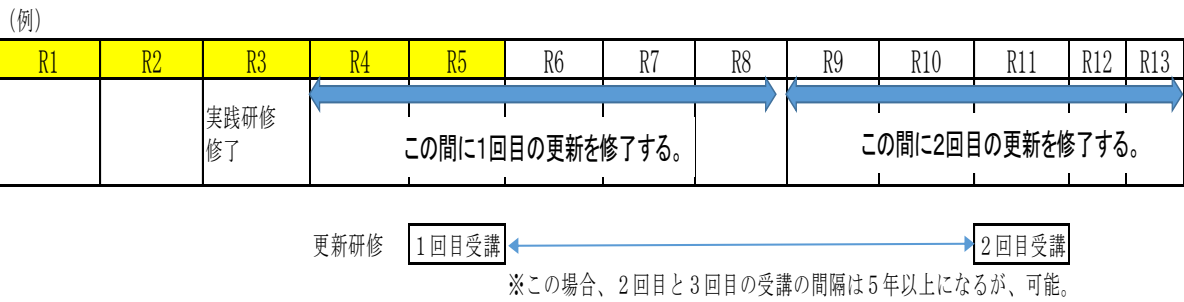 (例)
R1 R2 R3 R4 R5 R6 R7 R8 R9 R10 R11 R12 R13
実践研修
修了
この間に1回目の更新を修了する。
この間に2回目の更新を修了する。
更新研修 1回目受講 2回目受講
※この場合、2回目と3回目の受講の間隔は5年以上になるが、可能。